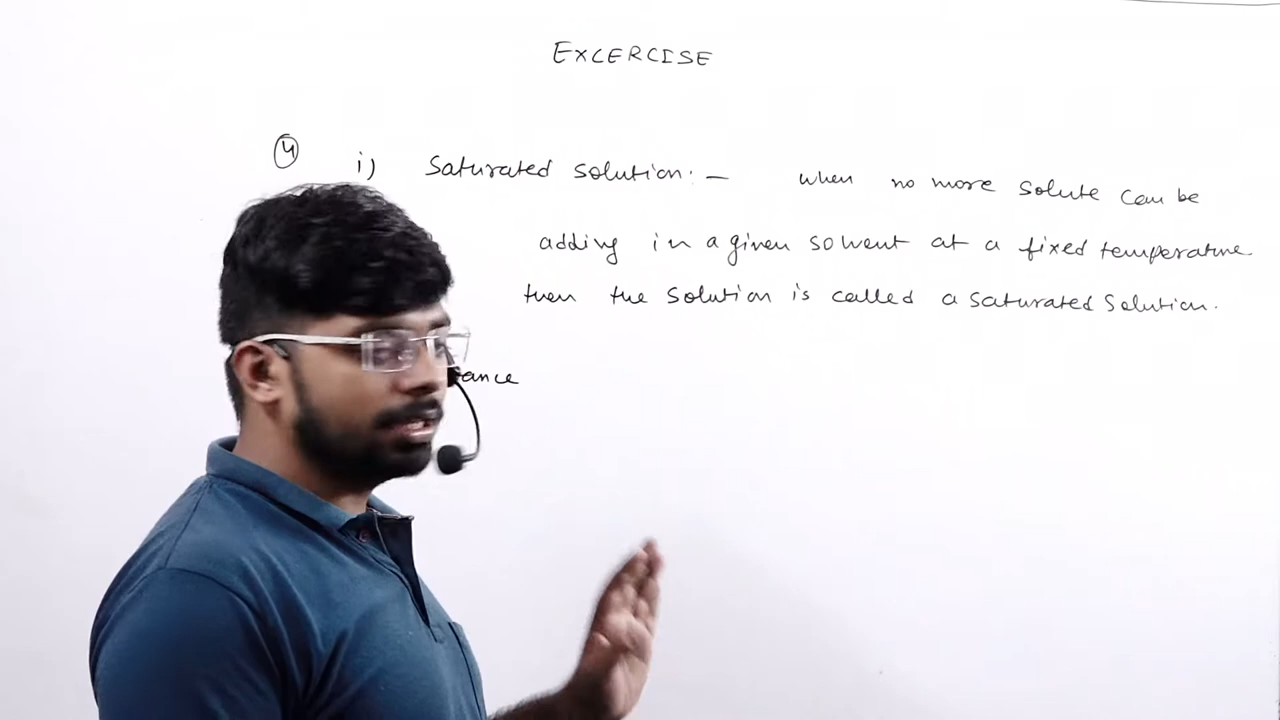 EXCERCISE
4 i) Saturated solution:- when no more solute can be
adding in a given solvent at a fixed temperature
then the solution is called a saturated solution.